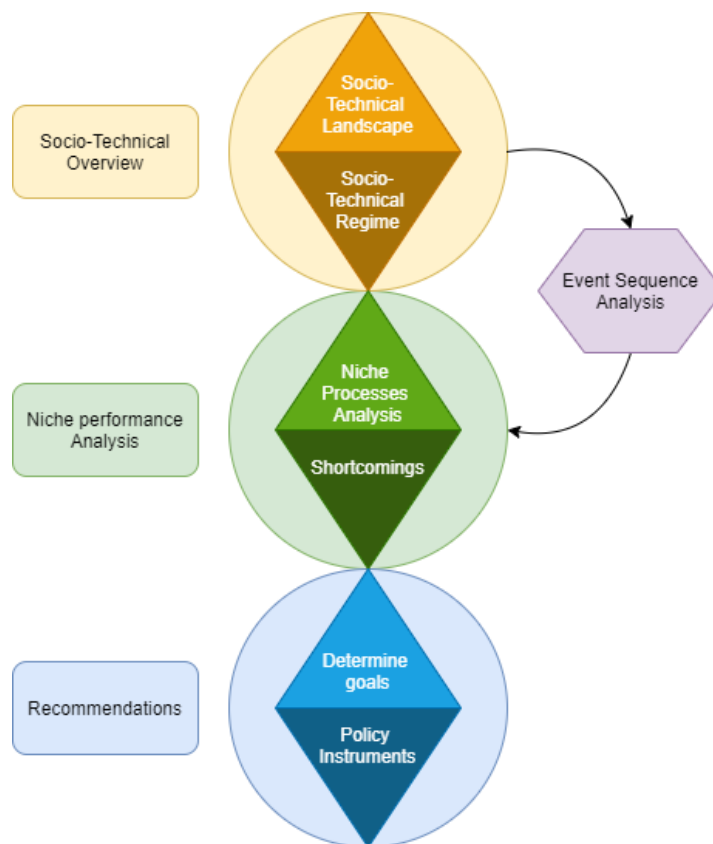 Socio-
Technical
Landscape
Socio-Technical
Overview
Socio-
Technical
Regime
Event Sequence
Analysis
Niche
Processes
Analysis
Niche performance
Analysis
Shortcomings
Determine
goals
Recommendations
Policy
Instruments